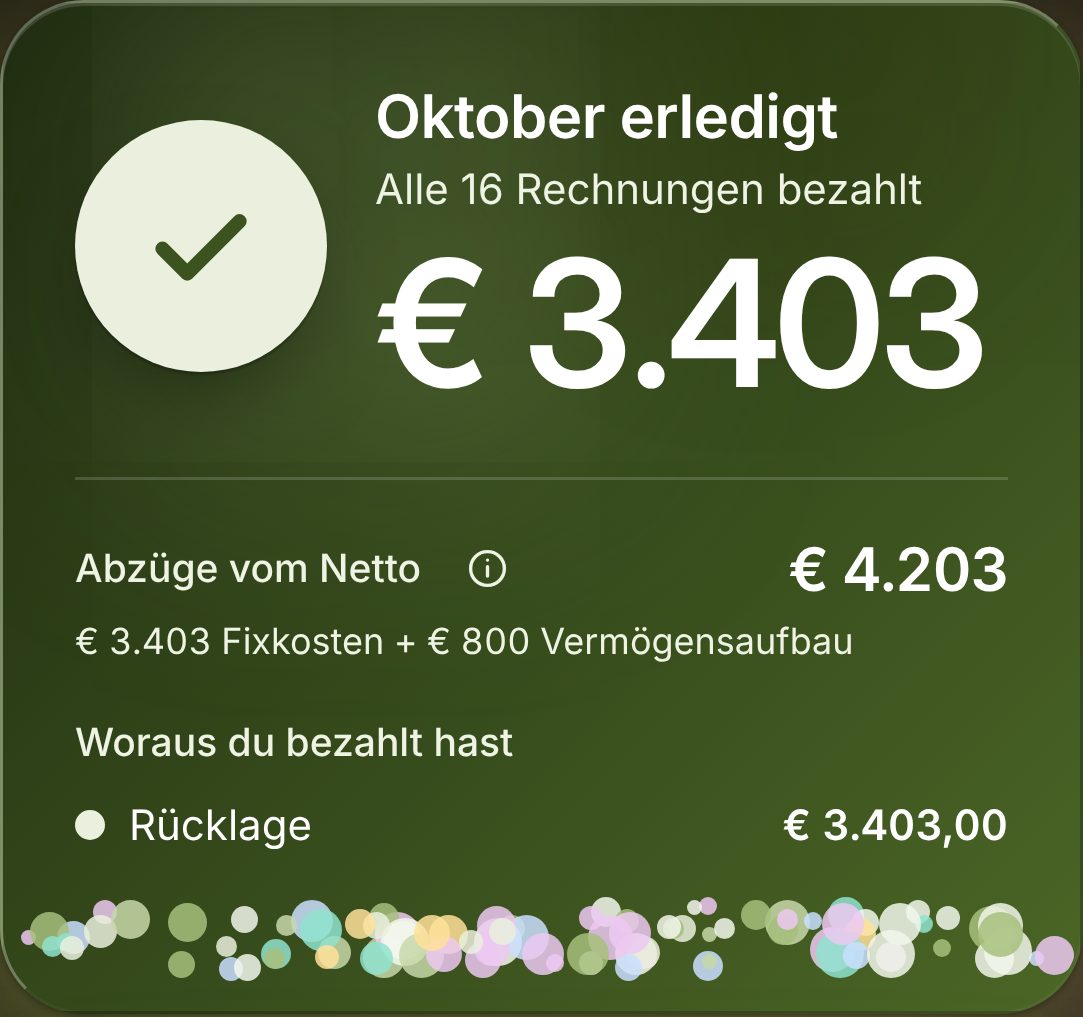 Oktober erledigt
Alle 16 Rechnungen bezahlt
€ 3.403
Abzüge vom Netto € 4.203
€ 3.403 Fixkosten + € 800 Vermögensaufbau
Woraus du bezahlt hast
Rücklage € 3.403,00